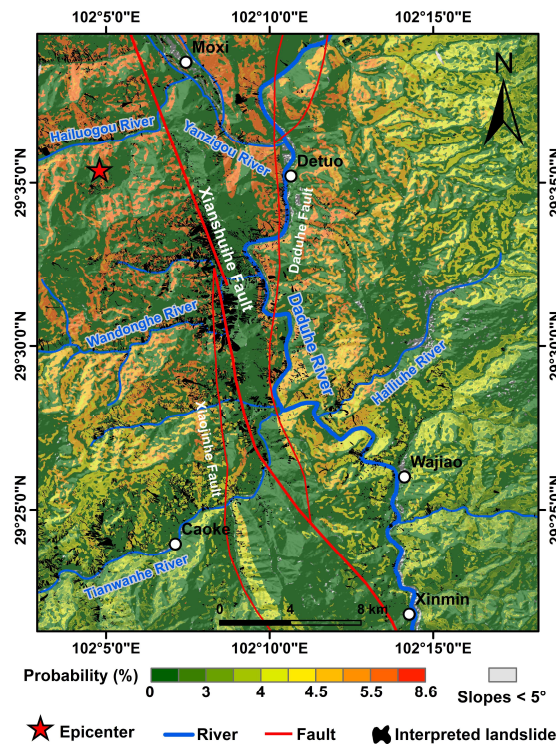 102°5'0"E 102°10'0"E 102°15'0"E
Moxi
N
Hailuogou River
Yanzigou River
Detuo
29°35'0"N
29°35'0"N
Xianshuihe Fault
Daduhe Fault
Wandonghe River
Daduhe River
Hailiuhe River
29°30'0"N
29°30'0"N
Xiaojinhe Fault
Wajiao
29°25'0"N
29°25'0"N
Caoke
Tianwanhe River
Xinmin
0 4 8 km
102°5'0"E 102°10'0"E 102°15'0"E
Probability (%)
0 3 4 4.5 5.5 8.6
Slopes < 5°
Epicenter River Fault Interpreted landslide